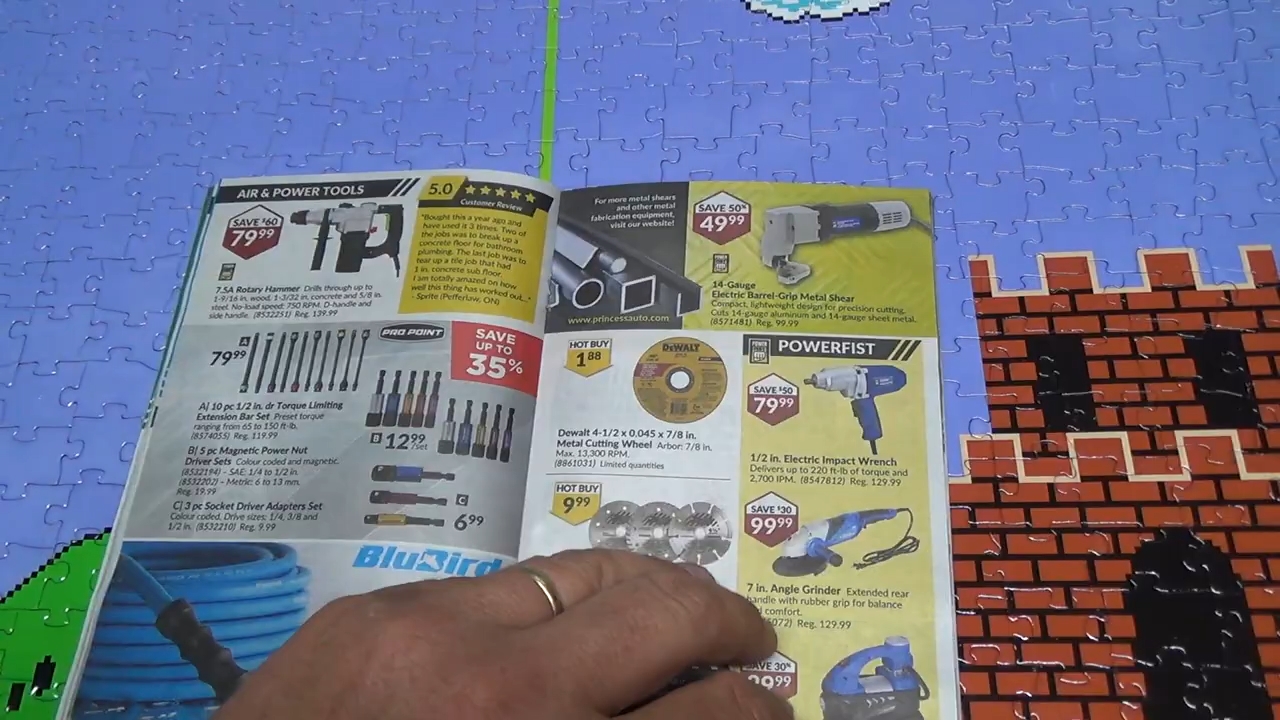 AIR & POWER TOOLS
SAVE $60
79.99
5.0
Customer Review
"Bought this a year ago and
have used it 3 times. Two of
the jobs was to break up a
concrete floor for bathroom
plumbing. The last job was to
tear up a tile job that had
1 in. concrete sub floor.
I am totally amazed on how
well this thing has worked out..."
- Sprite (Pefferlaw, ON)
7.5A Rotary Hammer Drills through up to
1-9/16 in. wood, 1-3/32 in. concrete and 5/8 in.
steel. No-load speed: 750 RPM. D-handle and
side handle. (8532251) Reg. 139.99
A
79.99
PRO POINT
SAVE
UP TO
35%
A] 10 pc 1/2 in. dr Torque Limiting
Extension Bar Set Preset torque
ranging from 65 to 150 ft-lb.
(8574055) Reg. 119.99
B 12.99
/SET
B] 5 pc Magnetic Power Nut
Driver Sets Colour coded and magnetic.
(8532194) - SAE: 1/4 to 1/2 in.
(8532202) - Metric: 6 to 13 mm.
Reg. 19.99
C] 3 pc Socket Driver Adapters Set
Colour coded. Drive sizes: 1/4, 3/8 and
1/2 in. (8532210) Reg. 9.99
C
6.99
BluBird
For more metal shears
and other metal
fabrication equipment,
visit our website!
www.princessauto.com
SAVE 50%
49.99
POWER FIST
14-Gauge
Electric Barrel-Grip Metal Shear
Compact, lightweight design for precision cutting.
Cuts 14-gauge aluminum and 14-gauge sheet metal.
(8571481) Reg. 99.99
HOT BUY
1.88
DEWALT
Dewalt 4-1/2 x 0.045 x 7/8 in.
Metal Cutting Wheel Arbor: 7/8 in.
Max. 13,300 RPM.
(8861031) Limited quantities
HOT BUY
9.99
POWER FIST
POWERFIST
SAVE $50
79.99
1/2 in. Electric Impact Wrench
Delivers up to 220 ft-lb of torque and
2,700 IPM. (8547812) Reg. 129.99
SAVE $30
99.99
7 in. Angle Grinder Extended rear
handle with rubber grip for balance
comfort.
5072) Reg. 129.99
SAVE 30%